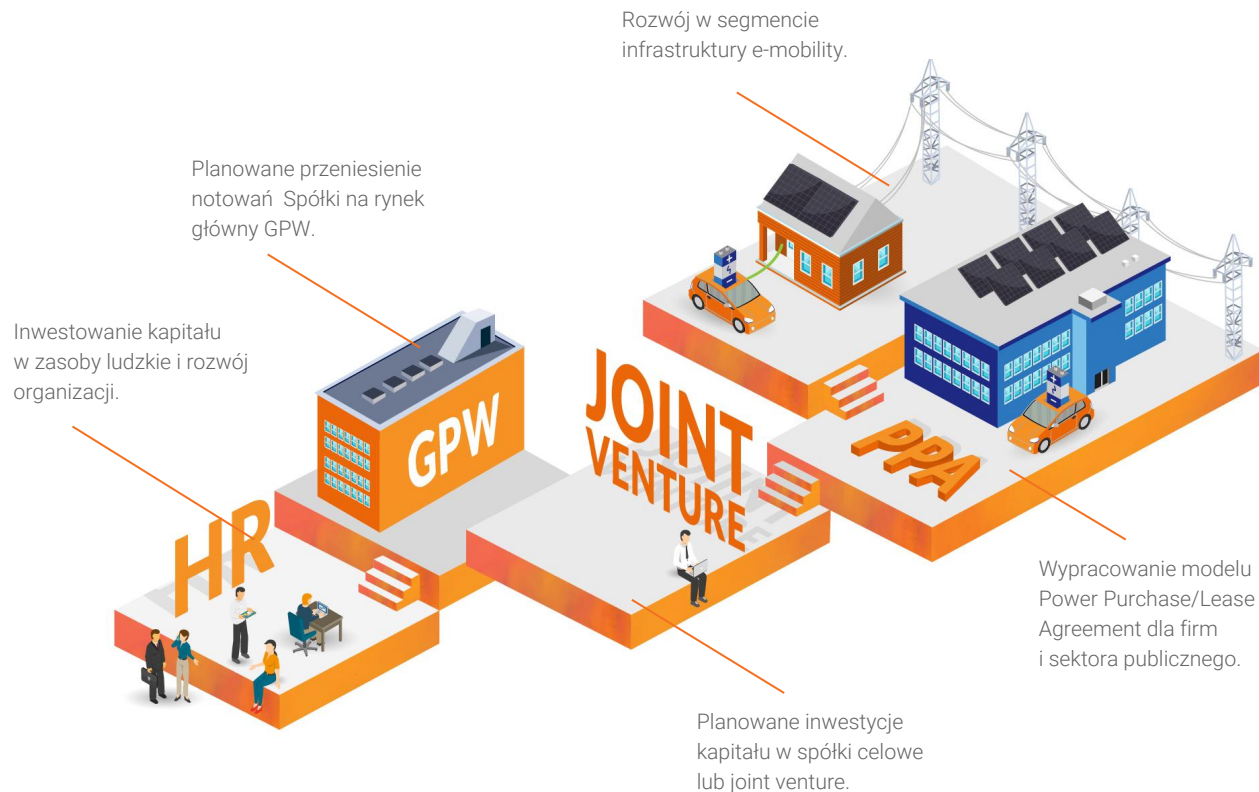 Rozwój w segmencie
infrastruktury e-mobility.
Planowane przeniesienie
notowań Spółki na rynek
główny GPW.
Inwestowanie kapitału
w zasoby ludzkie i rozwój
organizacji.
GPW
JOINT
VENTURE
PPA
HR
Wypracowanie modelu
Power Purchase/Lease
Agreement dla firm
i sektora publicznego.
Planowane inwestycje
kapitału w spółki celowe
lub joint venture.